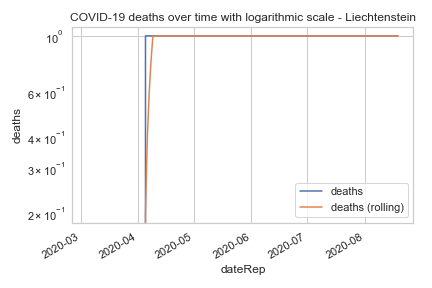 COVID-19 deaths over time with logarithmic scale - Liechtenstein
10⁰
6 × 10⁻¹
4 × 10⁻¹
3 × 10⁻¹
2 × 10⁻¹
deaths
deaths
deaths (rolling)
2020-03
2020-04
2020-05
2020-06
2020-07
2020-08
dateRep